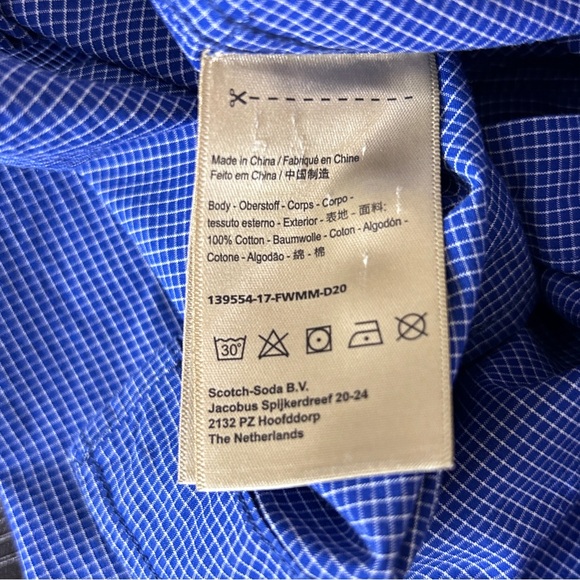 Made in China / Fabriqué en Chine
Feito em China / 中国制造
Body - Oberstoff - Corps - Corpo -
tessuto esterno - Exterior - 表地 - 面料:
100% Cotton - Baumwolle - Coton - Algodón -
Cotone - Algodão - 綿 - 棉
139554-17-FWMM-D20
30°
Scotch-Soda B.V.
Jacobus Spijkerdreef 20-24
2132 PZ Hoofddorp
The Netherlands